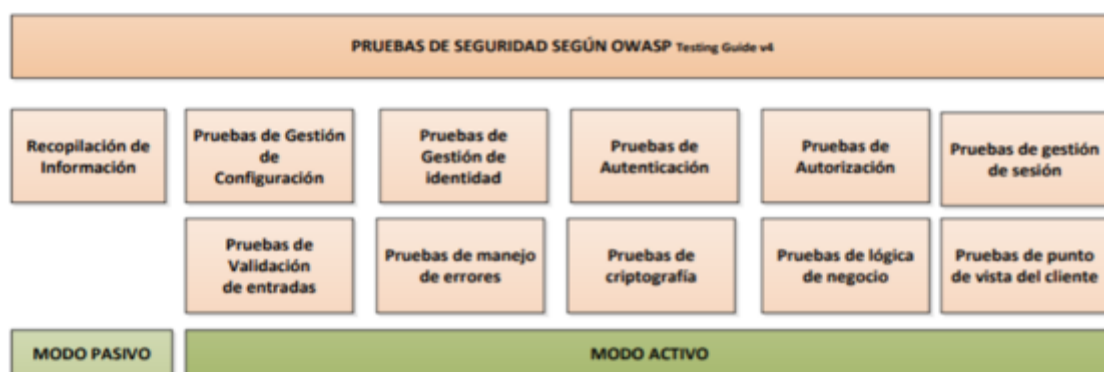 PRUEBAS DE SEGURIDAD SEGÚN OWASP Testing Guide v4
Recopilación de
Información
Pruebas de Gestión
de
Configuración
Pruebas de
Gestión de
identidad
Pruebas de
Autenticación
Pruebas de
Autorización
Pruebas de gestión
de sesión
Pruebas de
Validación
de entradas
Pruebas de manejo
de errores
Pruebas de
criptografía
Pruebas de lógica
de negocio
Pruebas de punto
de vista del cliente
MODO PASIVO
MODO ACTIVO